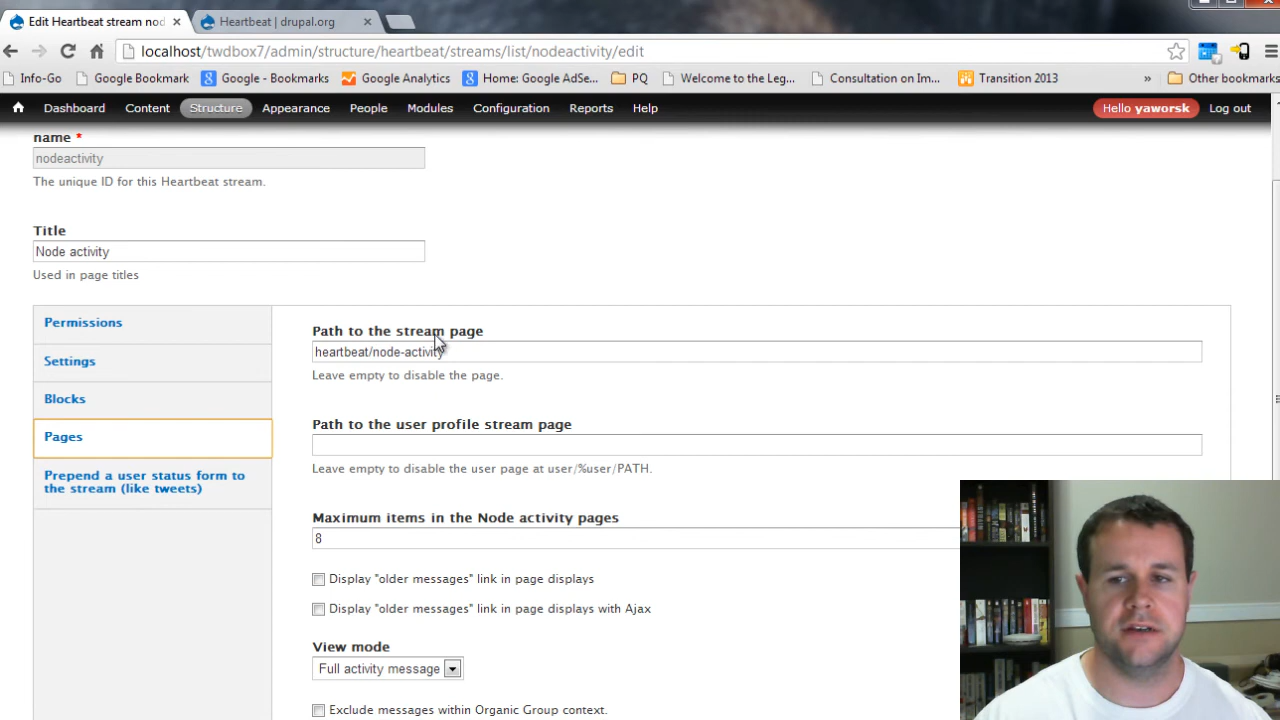 Edit Heartbeat stream nod
Heartbeat | drupal.org
localhost/twdbox7/admin/structure/heartbeat/streams/list/nodeactivity/edit
Info-Go Google Bookmark Google - Bookmarks Google Analytics Home: Google AdSe... PQ Welcome to the Leg... Consultation on Im... Transition 2013 » Other bookmarks
Dashboard Content Structure Appearance People Modules Configuration Reports Help Hello yaworsk Log out
name *
nodeactivity
The unique ID for this Heartbeat stream.
Title
Node activity
Used in page titles
Permissions
Settings
Blocks
Pages
Prepend a user status form to
the stream (like tweets)
Path to the stream page
heartbeat/node-activity
Leave empty to disable the page.
Path to the user profile stream page
Leave empty to disable the user page at user/%user/PATH.
Maximum items in the Node activity pages
8
Display "older messages" link in page displays
Display "older messages" link in page displays with Ajax
View mode
Full activity message
Exclude messages within Organic Group context.